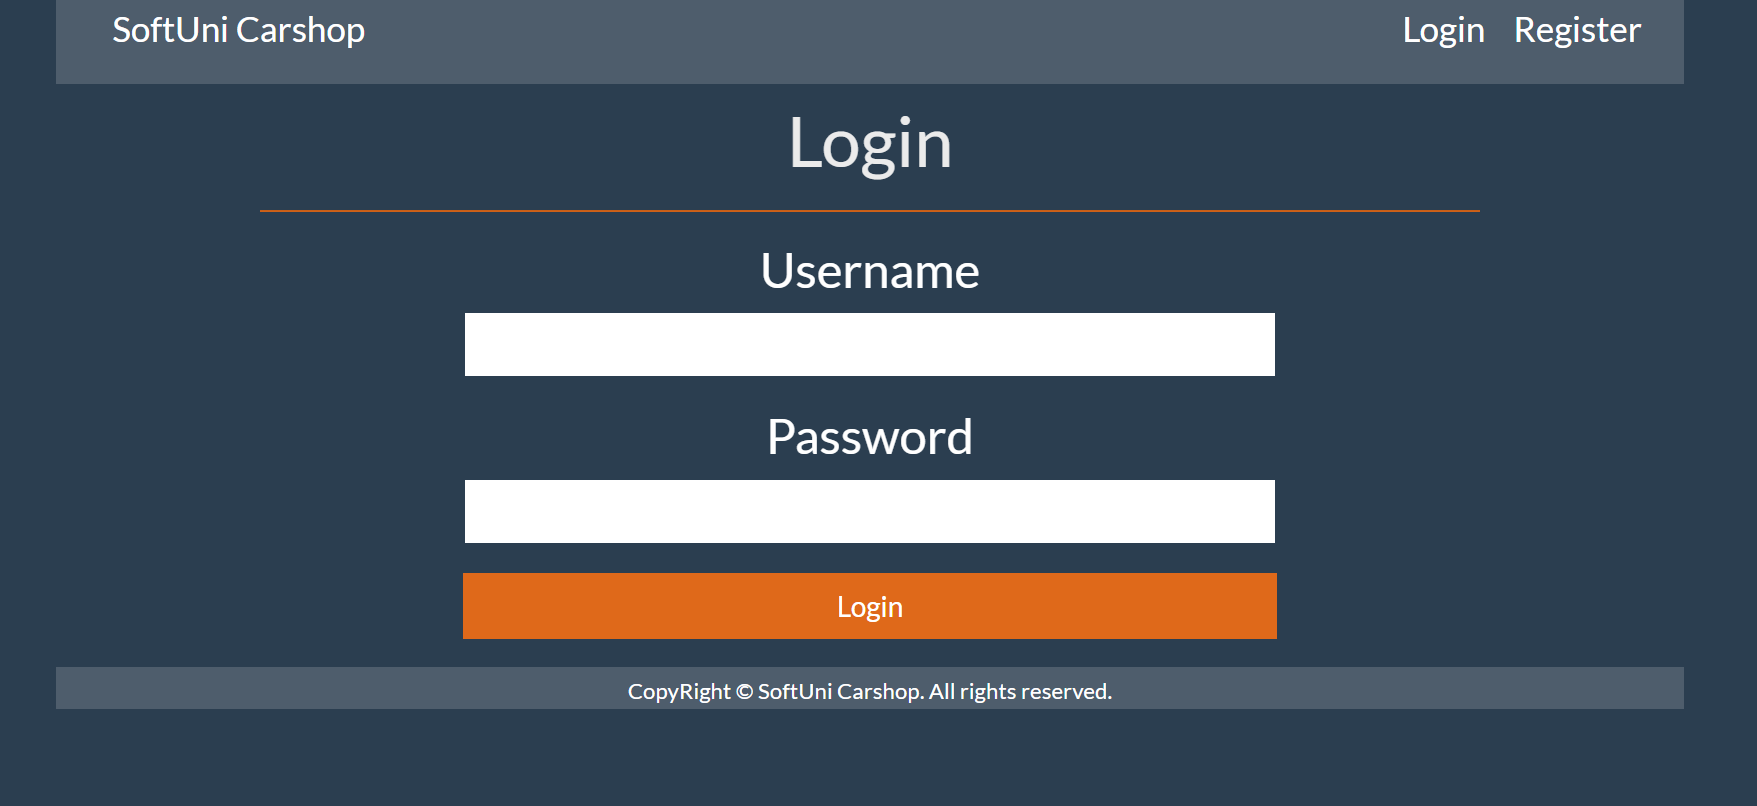 SoftUni Carshop Login Register
Login
Username
Password
Login
CopyRight © SoftUni Carshop. All rights reserved.